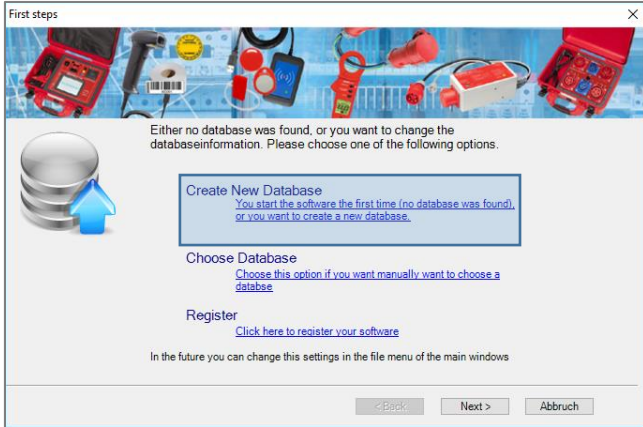 First steps
Either no database was found, or you want to change the
databaseinformation. Please choose one of the following options.
Create New Database
You start the software the first time (no database was found),
or you want to create a new database.
Choose Database
Choose this option if you want manually want to choose a
databse
Register
Click here to register your software
In the future you can change this settings in the file menu of the main windows
< Back
Next >
Abbruch